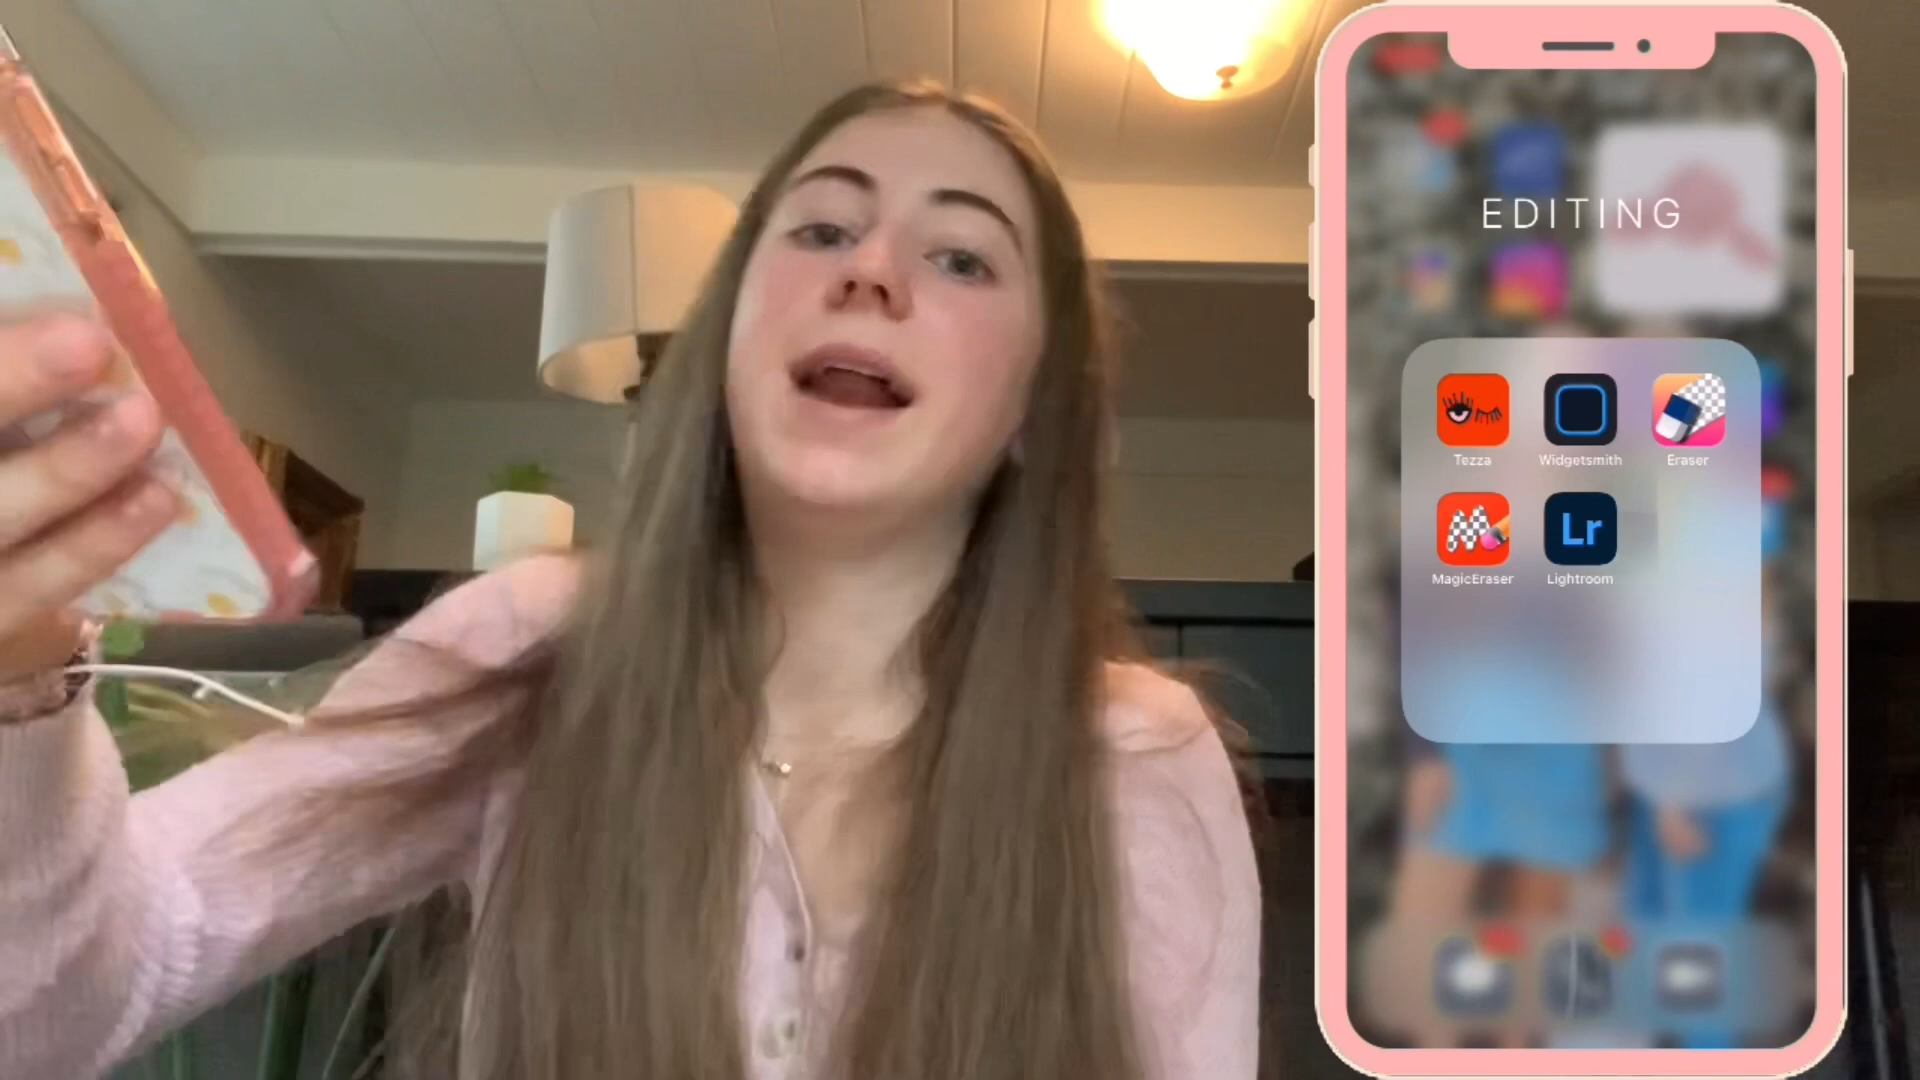 EDITING
Tezza
Widgetsmith
Eraser
MagicEraser
Lr
Lightroom